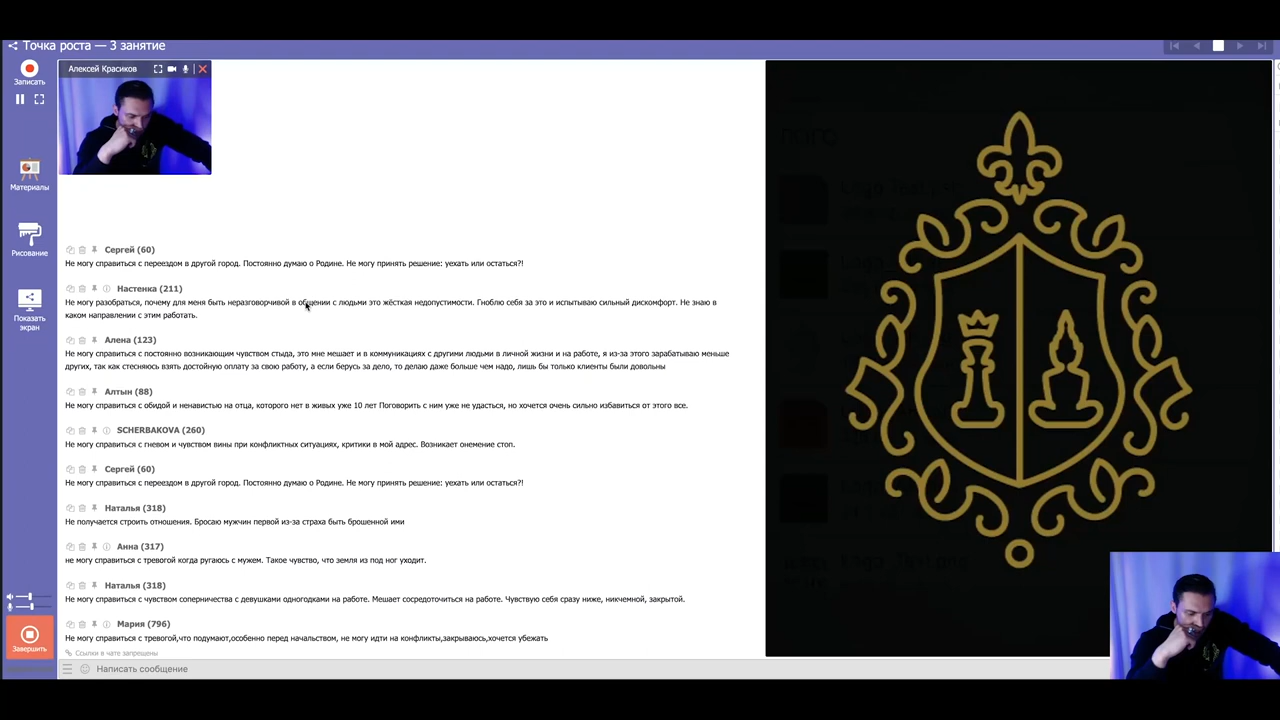 Точка роста — 3 занятие
Записать
Алексей Красиков
Материалы
Рисование
Показать
экран
Завершить
Сергей (60)
Не могу справиться с переездом в другой город. Постоянно думаю о Родине. Не могу принять решение: уехать или остаться?!
Настенка (211)
Не могу разобраться, почему для меня быть неразговорчивой в общении с людьми это жёсткая недопустимости. Гноблю себя за это и испытываю сильный дискомфорт. Не знаю в
каком направлении с этим работать.
Алена (123)
Не могу справиться с постоянно возникающим чувством стыда, это мне мешает и в коммуникациях с другими людьми в личной жизни и на работе, я из-за этого зарабатываю меньше
других, так как стесняюсь взять достойную оплату за свою работу, а если берусь за дело, то делаю даже больше чем надо, лишь бы только клиенты были довольны
Алтын (88)
Не могу справиться с обидой и ненавистью на отца, которого нет в живых уже 10 лет Поговорить с ним уже не удасться, но хочется очень сильно избавиться от этого все.
SCHERBAKOVA (260)
Не могу справиться с гневом и чувством вины при конфликтных ситуациях, критики в мой адрес. Возникает онемение стоп.
Сергей (60)
Не могу справиться с переездом в другой город. Постоянно думаю о Родине. Не могу принять решение: уехать или остаться?!
Наталья (318)
Не получается строить отношения. Бросаю мужчин первой из-за страха быть брошенной ими
Анна (317)
не могу справиться с тревогой когда ругаюсь с мужем. Такое чувство, что земля из под ног уходит.
Наталья (318)
Не могу справиться с чувством соперничества с девушками одногодками на работе. Мешает сосредоточиться на работе. Чувствую себя сразу ниже, никчемной, закрытой.
Мария (796)
Не могу справиться с тревогой,что подумают,особенно перед начальством, не могу идти на конфликты,закрываюсь,хочется убежать
Ссылки в чате запрещены
Написать сообщение